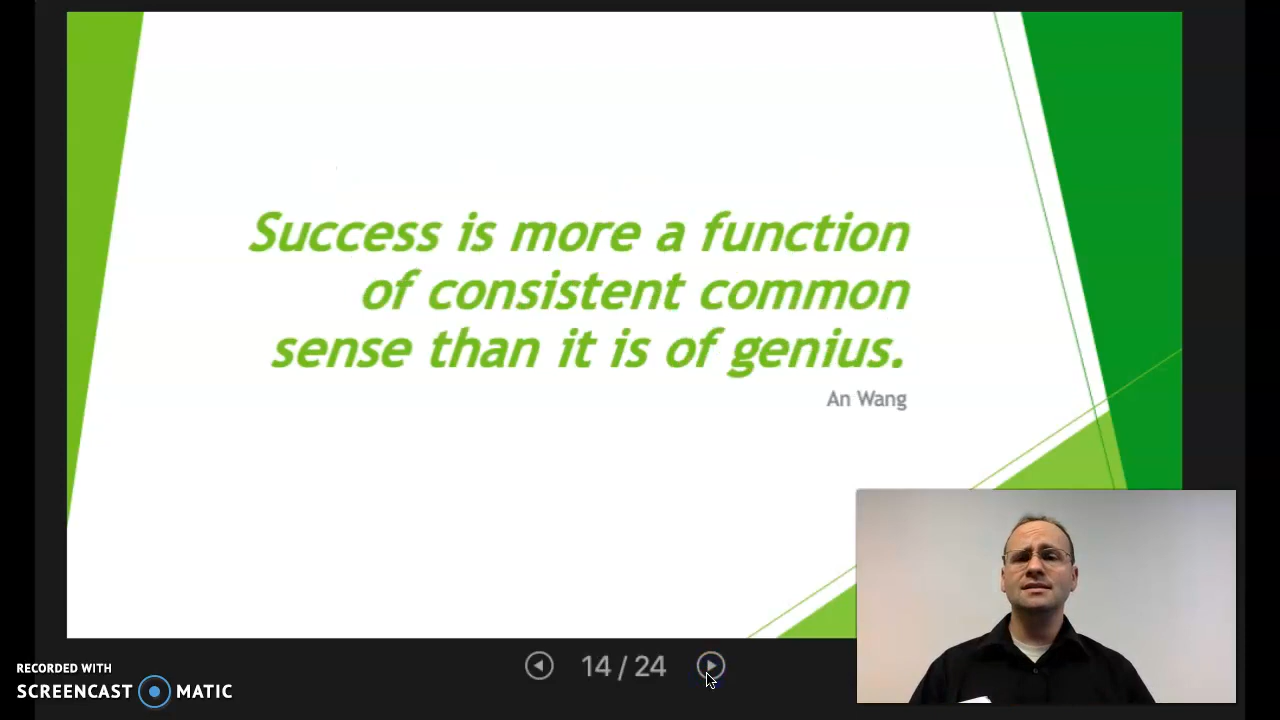 Success is more a function
of consistent common
sense than it is of genius.
An Wang
14 / 24
RECORDED WITH
SCREENCAST MATIC